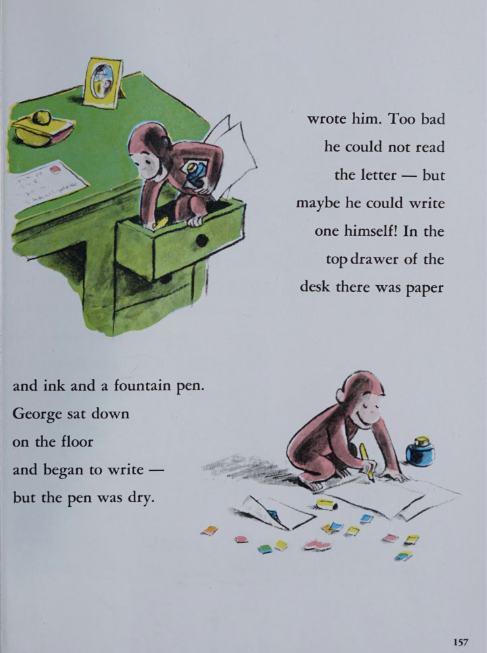 wrote him. Too bad
he could not read
the letter — but
maybe he could write
one himself! In the
top drawer of the
desk there was paper
and ink and a fountain pen.
George sat down
on the floor
and began to write —
but the pen was dry.
157